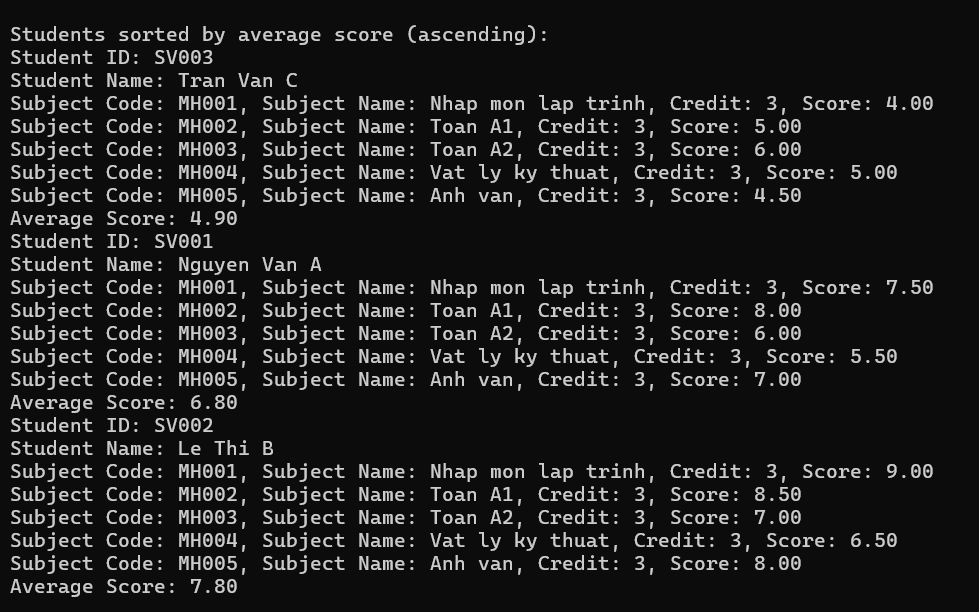 Students sorted by average score (ascending):
Student ID: SV003
Student Name: Tran Van C
Subject Code: MH001, Subject Name: Nhap mon lap trinh, Credit: 3, Score: 4.00
Subject Code: MH002, Subject Name: Toan A1, Credit: 3, Score: 5.00
Subject Code: MH003, Subject Name: Toan A2, Credit: 3, Score: 6.00
Subject Code: MH004, Subject Name: Vat ly ky thuat, Credit: 3, Score: 5.00
Subject Code: MH005, Subject Name: Anh van, Credit: 3, Score: 4.50
Average Score: 4.90
Student ID: SV001
Student Name: Nguyen Van A
Subject Code: MH001, Subject Name: Nhap mon lap trinh, Credit: 3, Score: 7.50
Subject Code: MH002, Subject Name: Toan A1, Credit: 3, Score: 8.00
Subject Code: MH003, Subject Name: Toan A2, Credit: 3, Score: 6.00
Subject Code: MH004, Subject Name: Vat ly ky thuat, Credit: 3, Score: 5.50
Subject Code: MH005, Subject Name: Anh van, Credit: 3, Score: 7.00
Average Score: 6.80
Student ID: SV002
Student Name: Le Thi B
Subject Code: MH001, Subject Name: Nhap mon lap trinh, Credit: 3, Score: 9.00
Subject Code: MH002, Subject Name: Toan A1, Credit: 3, Score: 8.50
Subject Code: MH003, Subject Name: Toan A2, Credit: 3, Score: 7.00
Subject Code: MH004, Subject Name: Vat ly ky thuat, Credit: 3, Score: 6.50
Subject Code: MH005, Subject Name: Anh van, Credit: 3, Score: 8.00
Average Score: 7.80